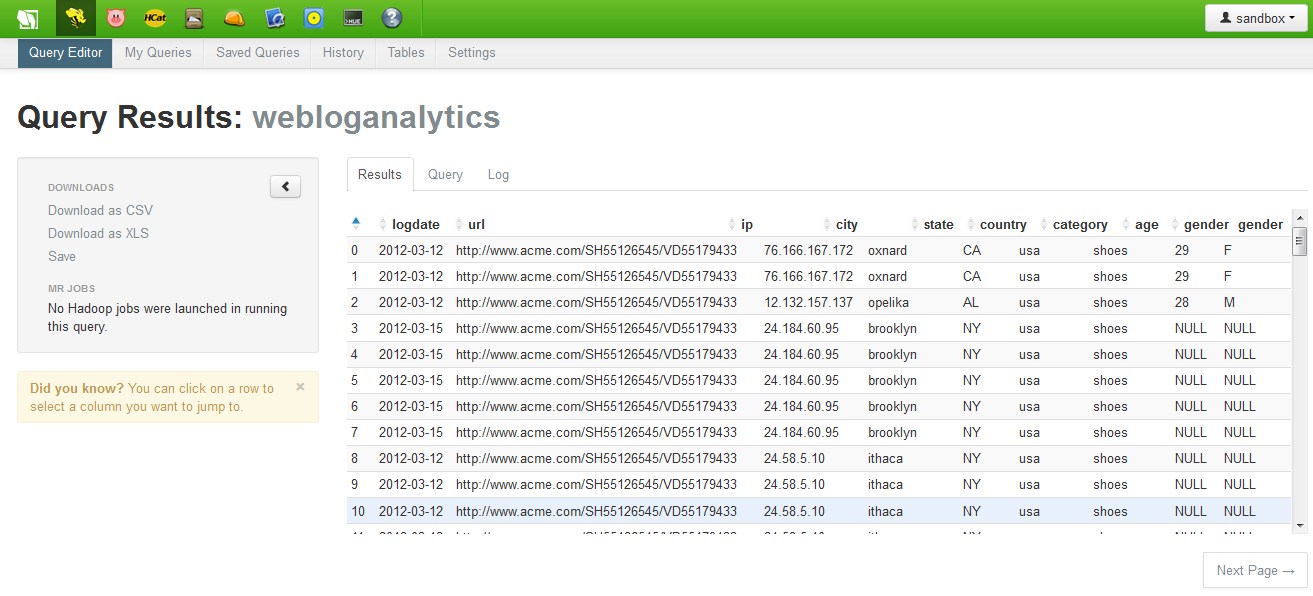 HCat HUE sandbox
Query Editor My Queries Saved Queries History Tables Settings
Query Results: webloganalytics
DOWNLOADS
Download as CSV
Download as XLS
Save
MR JOBS
No Hadoop jobs were launched in running
this query.
Did you know? You can click on a row to ×
select a column you want to jump to.
Results Query Log
logdate url ip city state country category age gender gender
0 2012-03-12 http://www.acme.com/SH55126545/VD55179433 76.166.167.172 oxnard CA usa shoes 29 F
1 2012-03-12 http://www.acme.com/SH55126545/VD55179433 76.166.167.172 oxnard CA usa shoes 29 F
2 2012-03-12 http://www.acme.com/SH55126545/VD55179433 12.132.157.137 opelika AL usa shoes 28 M
3 2012-03-15 http://www.acme.com/SH55126545/VD55179433 24.184.60.95 brooklyn NY usa shoes NULL NULL
4 2012-03-15 http://www.acme.com/SH55126545/VD55179433 24.184.60.95 brooklyn NY usa shoes NULL NULL
5 2012-03-15 http://www.acme.com/SH55126545/VD55179433 24.184.60.95 brooklyn NY usa shoes NULL NULL
6 2012-03-15 http://www.acme.com/SH55126545/VD55179433 24.184.60.95 brooklyn NY usa shoes NULL NULL
7 2012-03-15 http://www.acme.com/SH55126545/VD55179433 24.184.60.95 brooklyn NY usa shoes NULL NULL
8 2012-03-12 http://www.acme.com/SH55126545/VD55179433 24.58.5.10 ithaca NY usa shoes NULL NULL
9 2012-03-12 http://www.acme.com/SH55126545/VD55179433 24.58.5.10 ithaca NY usa shoes NULL NULL
10 2012-03-12 http://www.acme.com/SH55126545/VD55179433 24.58.5.10 ithaca NY usa shoes NULL NULL
Next Page →